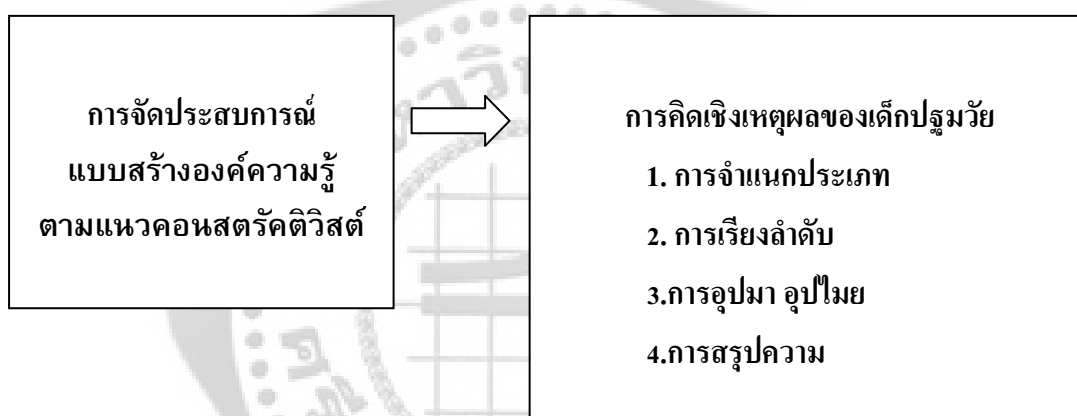 การจัดประสบการณ์
แบบสร้างองค์ความรู้
ตามแนวคอนสตรัคติวิสต์
การคิดเชิงเหตุผลของเด็กปฐมวัย
1. การจำแนกประเภท
2. การเรียงลำดับ
3.การอุปมา อุปไมย
4.การสรุปความ